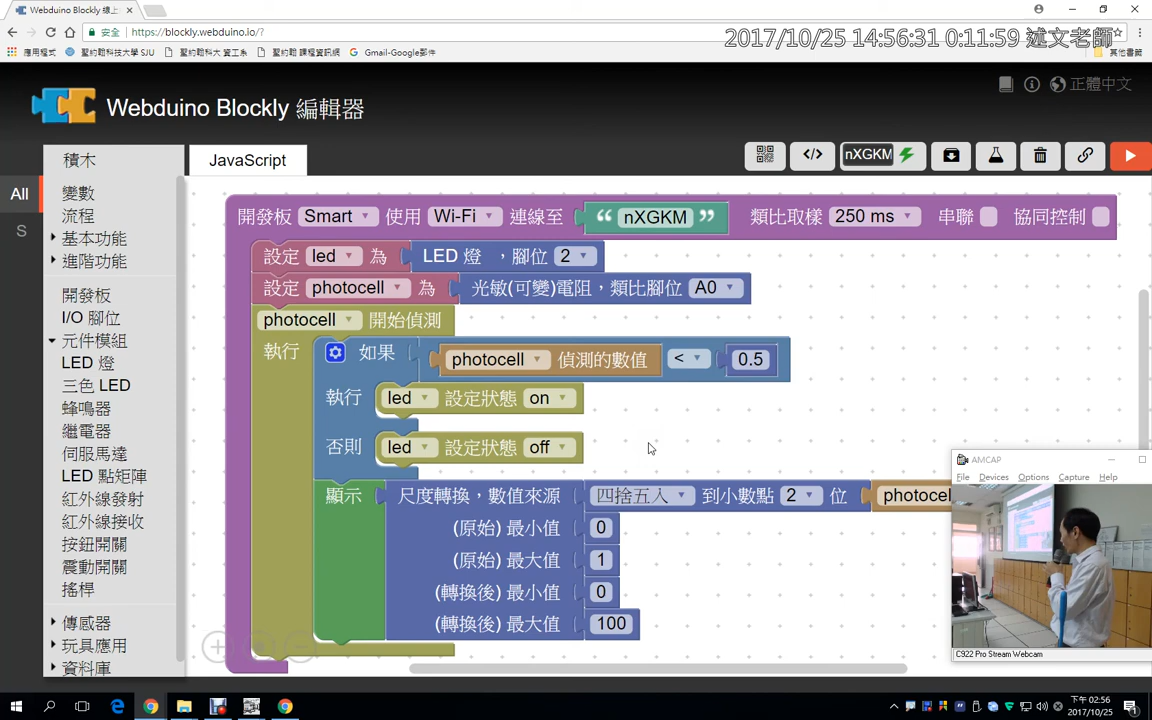 Webduino Blockly 線上
安全 https://blockly.webduino.io/?
2017/10/25 14:56:31 0:11:59 述文老師
應用程式 聖約翰科技大學 SJU 聖約翰科大 資工系 聖約翰 課程資訊網 Gmail-Google郵件 其他書籤
Webduino Blockly 編輯器
正體中文
積木
JavaScript
</> nXGKM
All
S
變數
流程
基本功能
進階功能
開發板
I/O 腳位
元件模組
LED 燈
三色 LED
蜂鳴器
繼電器
伺服馬達
LED 點矩陣
紅外線發射
紅外線接收
按鈕開關
震動開關
搖桿
傳感器
玩具應用
資料庫
開發板 Smart 使用 Wi-Fi 連線至 “ nXGKM ” 類比取樣 250 ms 串聯 協同控制
設定 led 為 LED 燈 ，腳位 2
設定 photocell 為 光敏(可變)電阻，類比腳位 A0
photocell 開始偵測
執行 如果 photocell 偵測的數值 < 0.5
執行 led 設定狀態 on
否則 led 設定狀態 off
顯示 尺度轉換，數值來源 四捨五入 到小數點 2 位 photocel
(原始) 最小值 0
(原始) 最大值 1
(轉換後) 最小值 0
(轉換後) 最大值 100
AMCAP
File Devices Options Capture Help
C922 Pro Stream Webcam
下午 02:56
2017/10/25